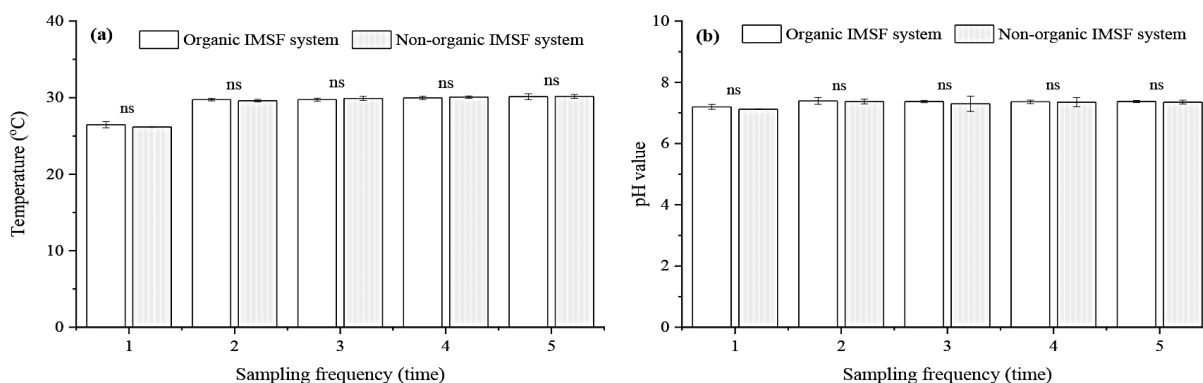 (a)
Organic IMSF system
Non-organic IMSF system
40
30
20
10
0
Temperature (°C)
ns
ns
ns
ns
ns
1
2
3
4
5
Sampling frequency (time)
(b)
Organic IMSF system
Non-organic IMSF system
10
8
6
4
2
0
pH value
ns
ns
ns
ns
ns
1
2
3
4
5
Sampling frequency (time)